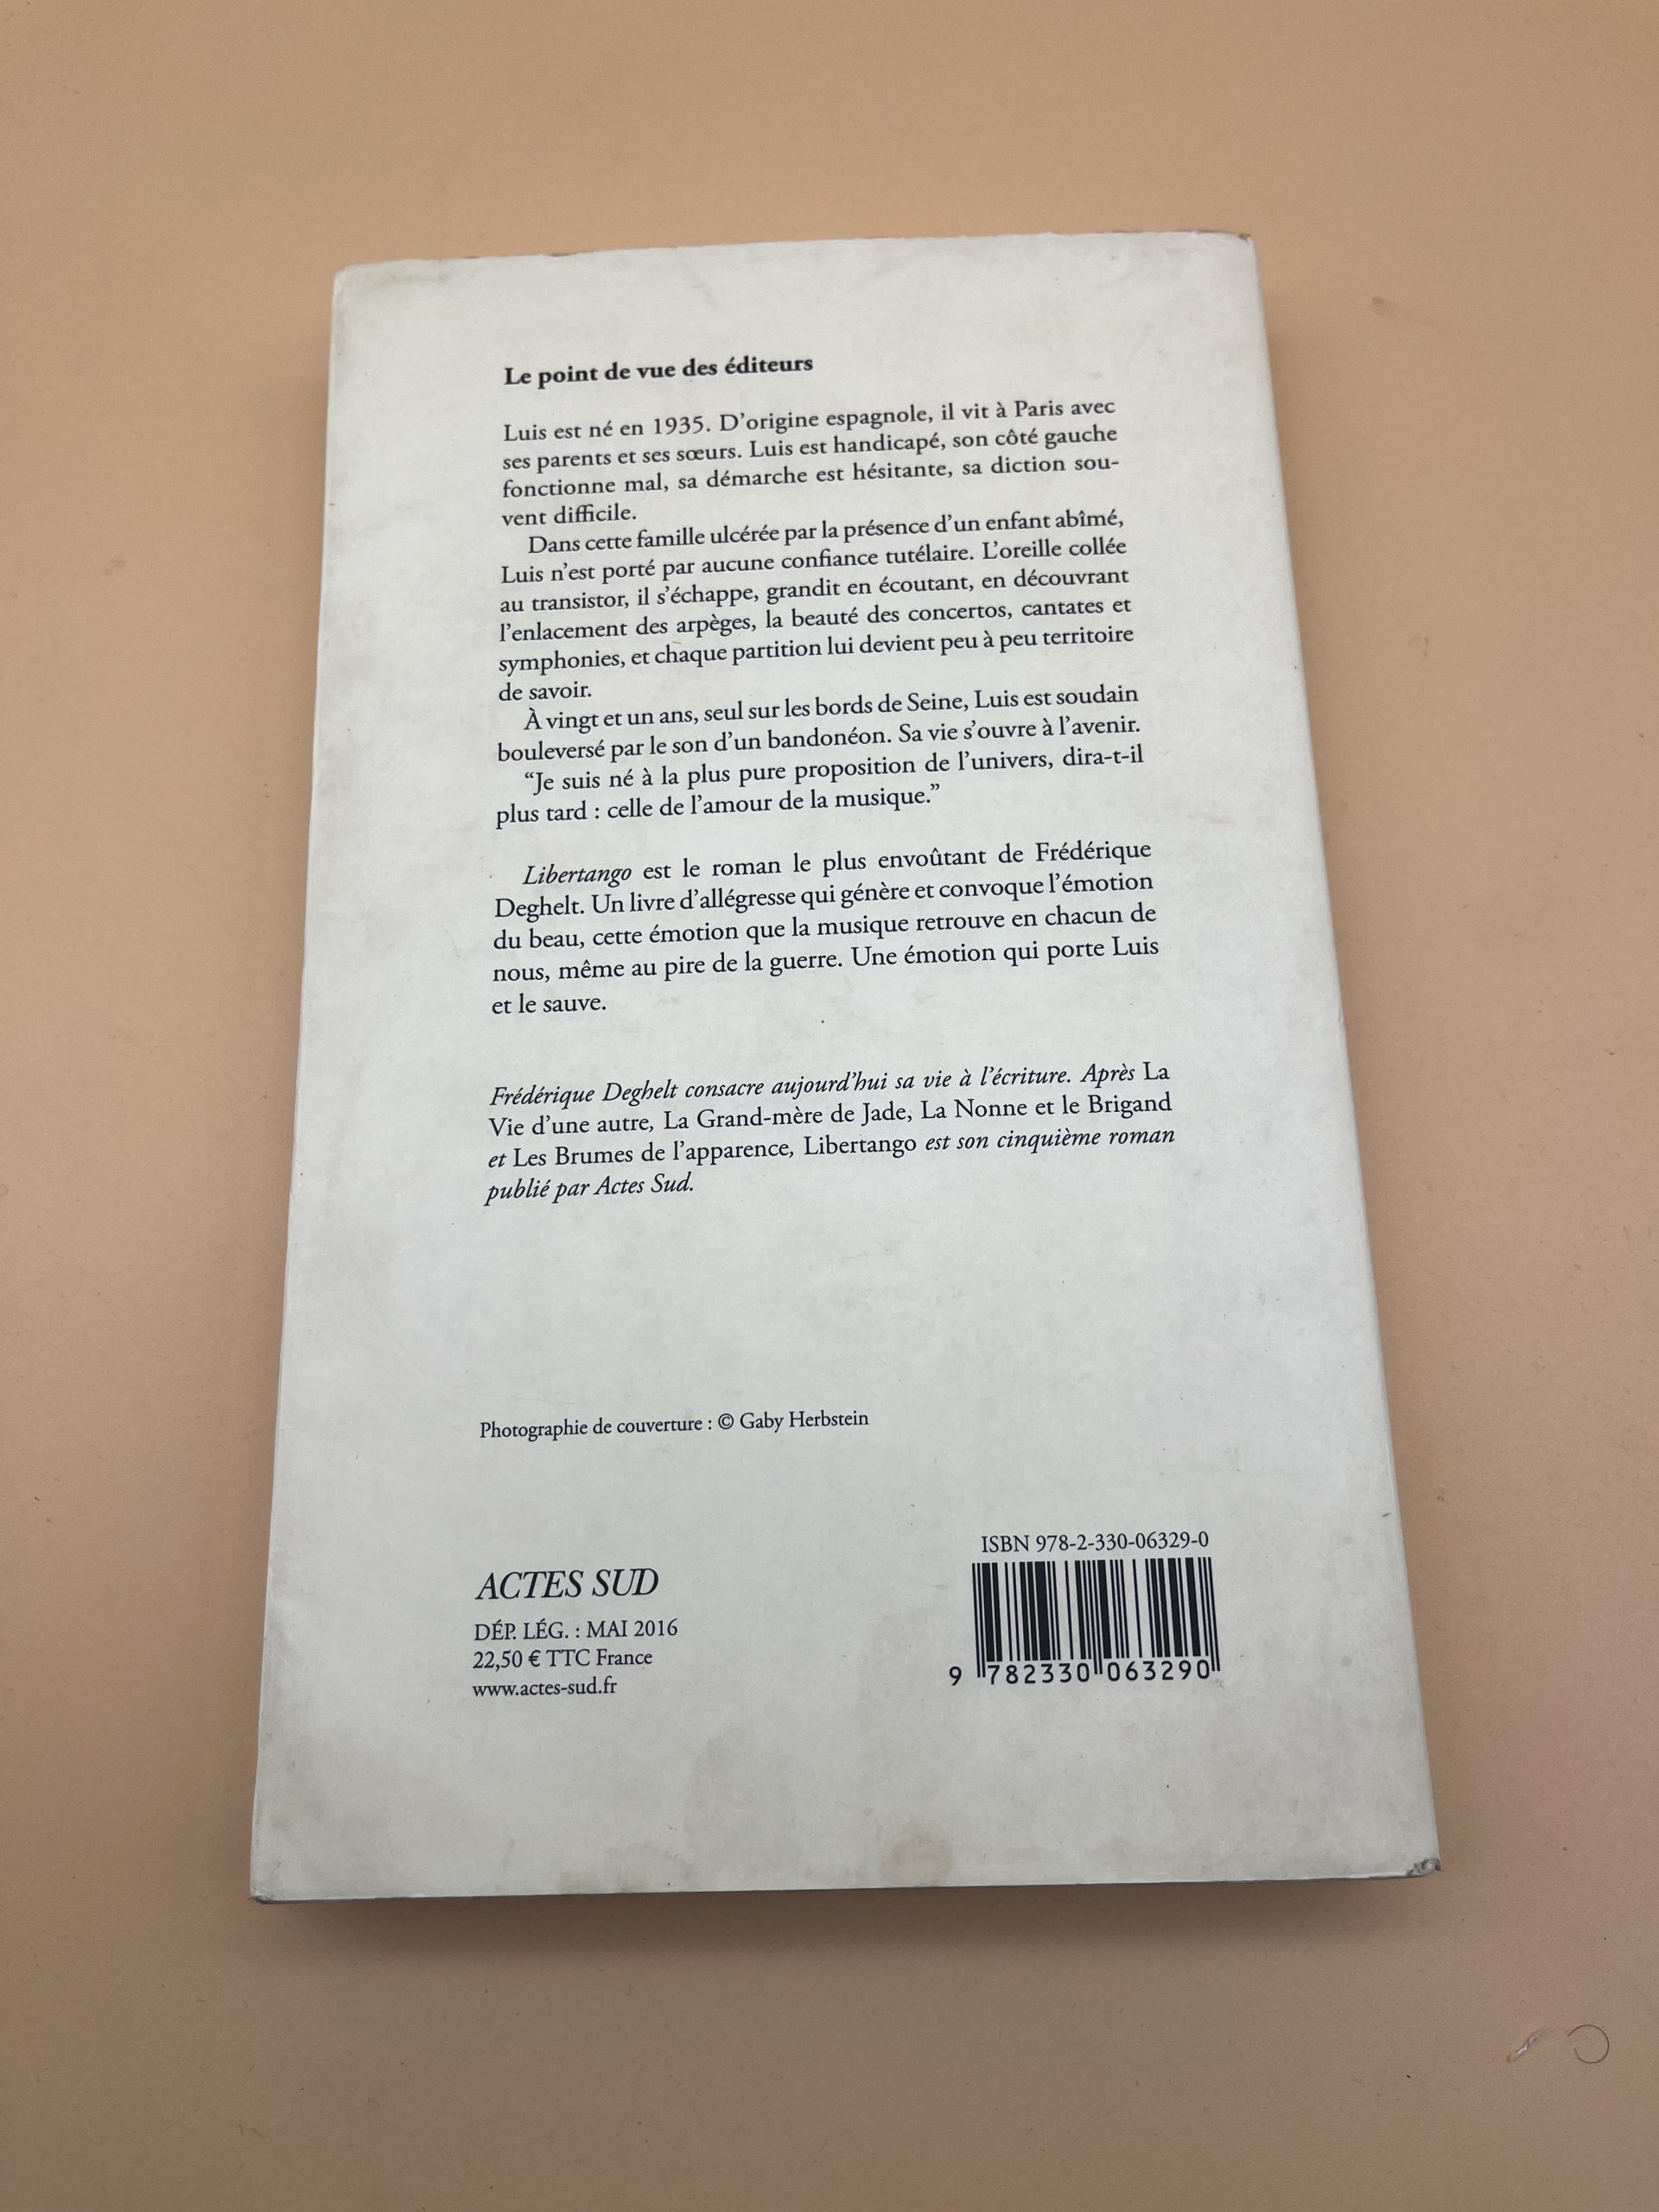 Le point de vue des éditeurs
Luis est né en 1935. D'origine espagnole, il vit à Paris avec
ses parents et ses sœurs. Luis est handicapé, son côté gauche
fonctionne mal, sa démarche est hésitante, sa diction sou-
vent difficile.
Dans cette famille ulcérée par la présence d'un enfant abîmé,
Luis n'est porté par aucune confiance tutélaire. L'oreille collée
au transistor, il s'échappe, grandit en écoutant, en découvrant
l'enlacement des arpèges, la beauté des concertos, cantates et
symphonies, et chaque partition lui devient peu à peu territoire
de savoir.
À vingt et un ans, seul sur les bords de Seine, Luis est soudain
bouleversé par le son d'un bandonéon. Sa vie s'ouvre à l'avenir.
“Je suis né à la plus pure proposition de l'univers, dira-t-il
plus tard : celle de l'amour de la musique.”
Libertango est le roman le plus envoûtant de Frédérique
Deghelt. Un livre d'allégresse qui génère et convoque l'émotion
du beau, cette émotion que la musique retrouve en chacun de
nous, même au pire de la guerre. Une émotion qui porte Luis
et le sauve.
Frédérique Deghelt consacre aujourd'hui sa vie à l'écriture. Après La
Vie d'une autre, La Grand-mère de Jade, La Nonne et le Brigand
et Les Brumes de l'apparence, Libertango est son cinquième roman
publié par Actes Sud.
Photographie de couverture : © Gaby Herbstein
ACTES SUD
DÉP. LÉG. : MAI 2016
22,50 € TTC France
www.actes-sud.fr
ISBN 978-2-330-06329-0
9 782330 063290